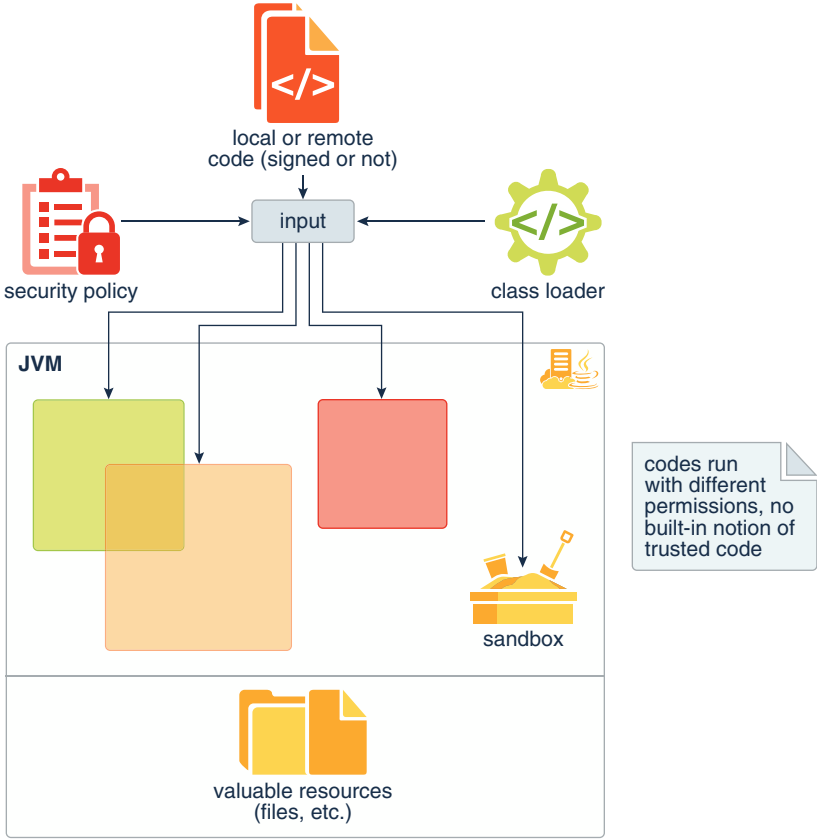 </>
local or remote
code (signed or not)
security policy
input
</>
class loader
JVM
codes run
with different
permissions, no
built-in notion of
trusted code
sandbox
valuable resources
(files, etc.)